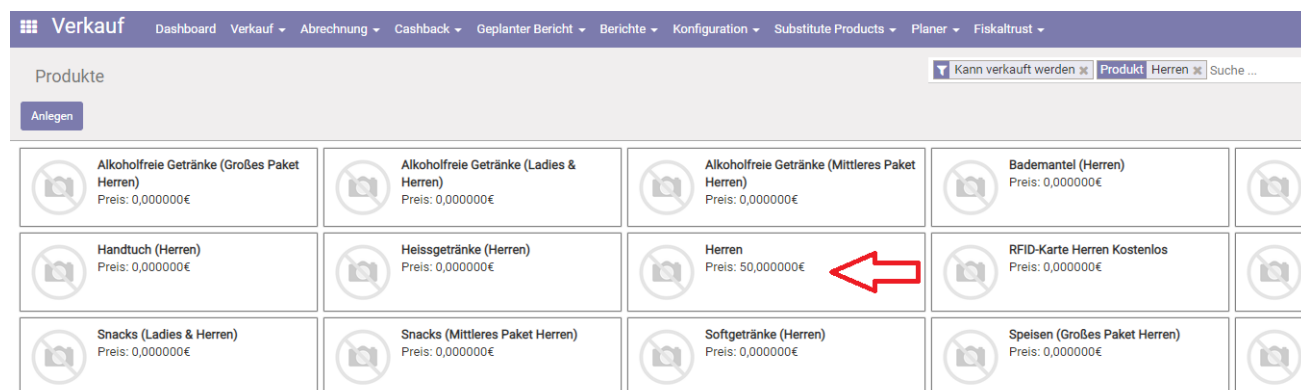 Verkauf Dashboard Verkauf Abrechnung Cashback Geplanter Bericht Berichte Konfiguration Substitute Products Planer Fiskaltrust
Produkte
Kann verkauft werden Produkt Herren Suche ...
Anlegen
Alkoholfreie Getränke (Großes Paket
Herren)
Preis: 0,000000€
Alkoholfreie Getränke (Ladies &
Herren)
Preis: 0,000000€
Alkoholfreie Getränke (Mittleres Paket
Herren)
Preis: 0,000000€
Bademantel (Herren)
Preis: 0,000000€
Handtuch (Herren)
Preis: 0,000000€
Heissgetränke (Herren)
Preis: 0,000000€
Herren
Preis: 50,000000€
RFID-Karte Herren Kostenlos
Preis: 0,000000€
Snacks (Ladies & Herren)
Preis: 0,000000€
Snacks (Mittleres Paket Herren)
Preis: 0,000000€
Softgetränke (Herren)
Preis: 0,000000€
Speisen (Großes Paket Herren)
Preis: 0,000000€